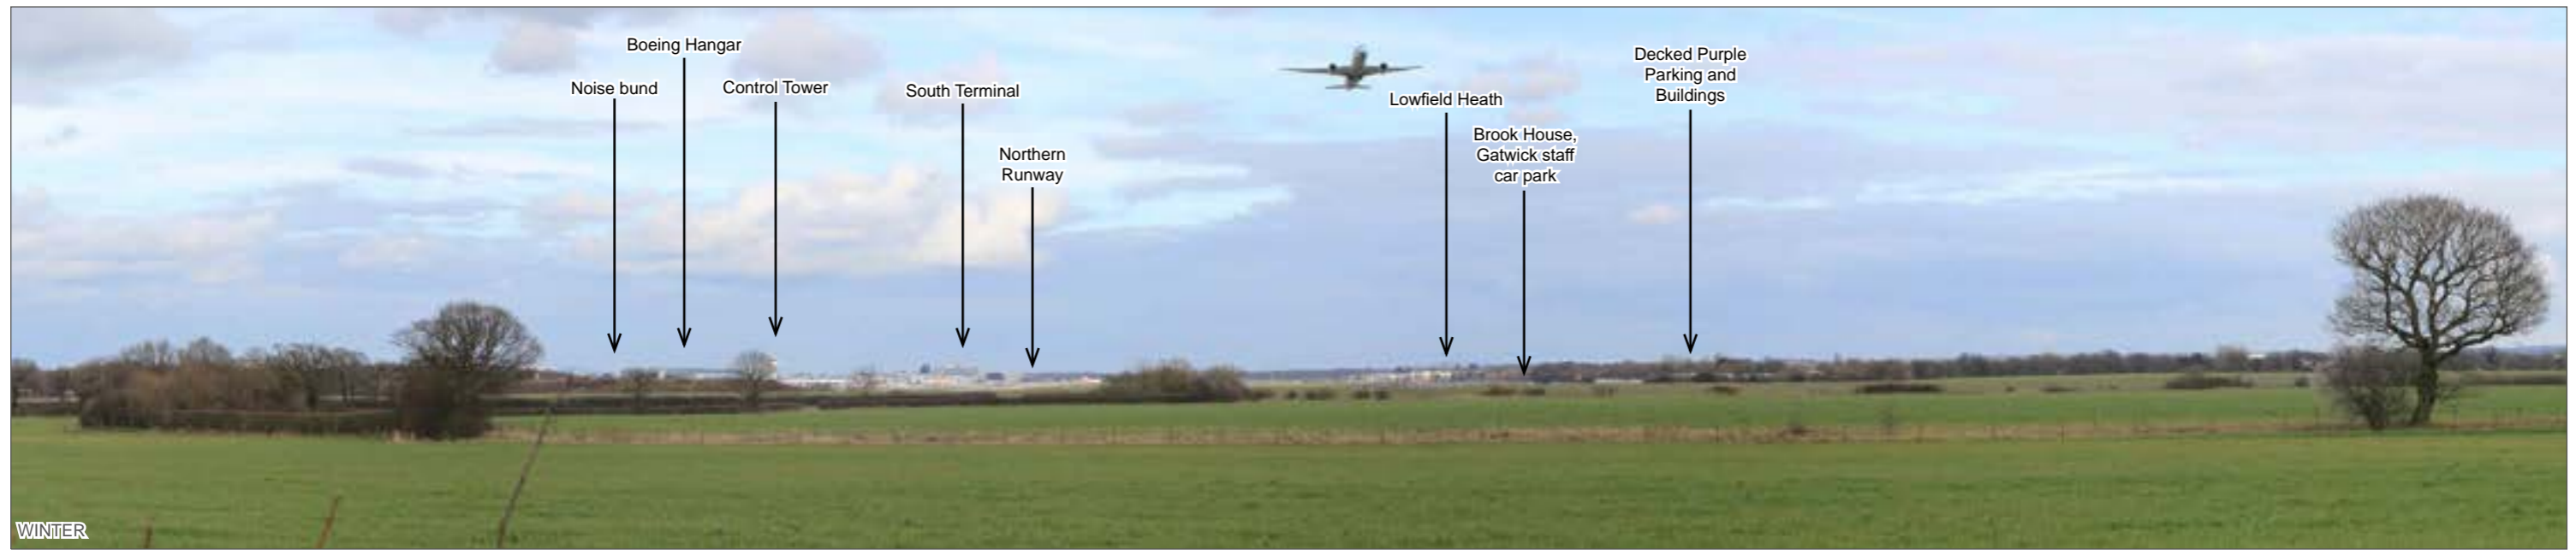 Boeing Hangar
Noise bund
Control Tower
South Terminal
Northern
Runway
Lowfield Heath
Brook House,
Gatwick staff
car park
Decked Purple
Parking and
Buildings
WINTER